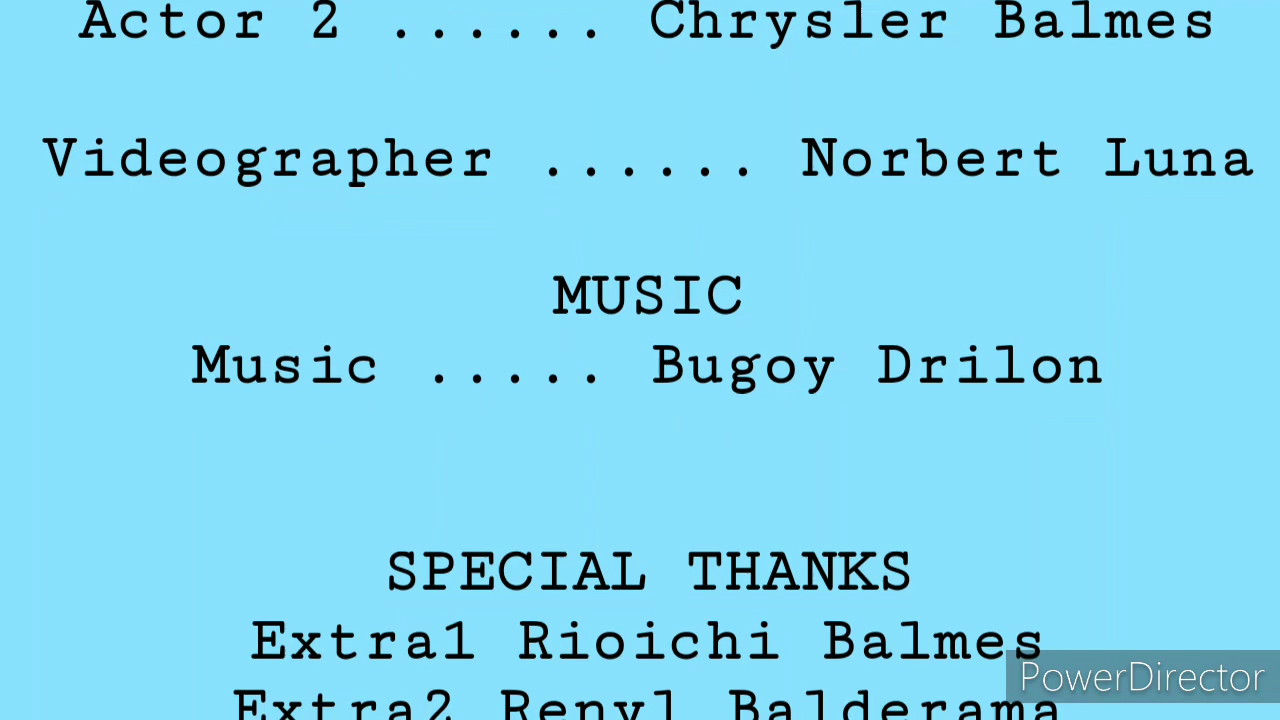 Actor 2 ...... Chrysler Balmes
Videographer ...... Norbert Luna
MUSIC
Music ..... Bugoy Drilon
SPECIAL THANKS
Extra1 Rioichi Balmes
PowerDirector
Extra2 Renyl Balderama